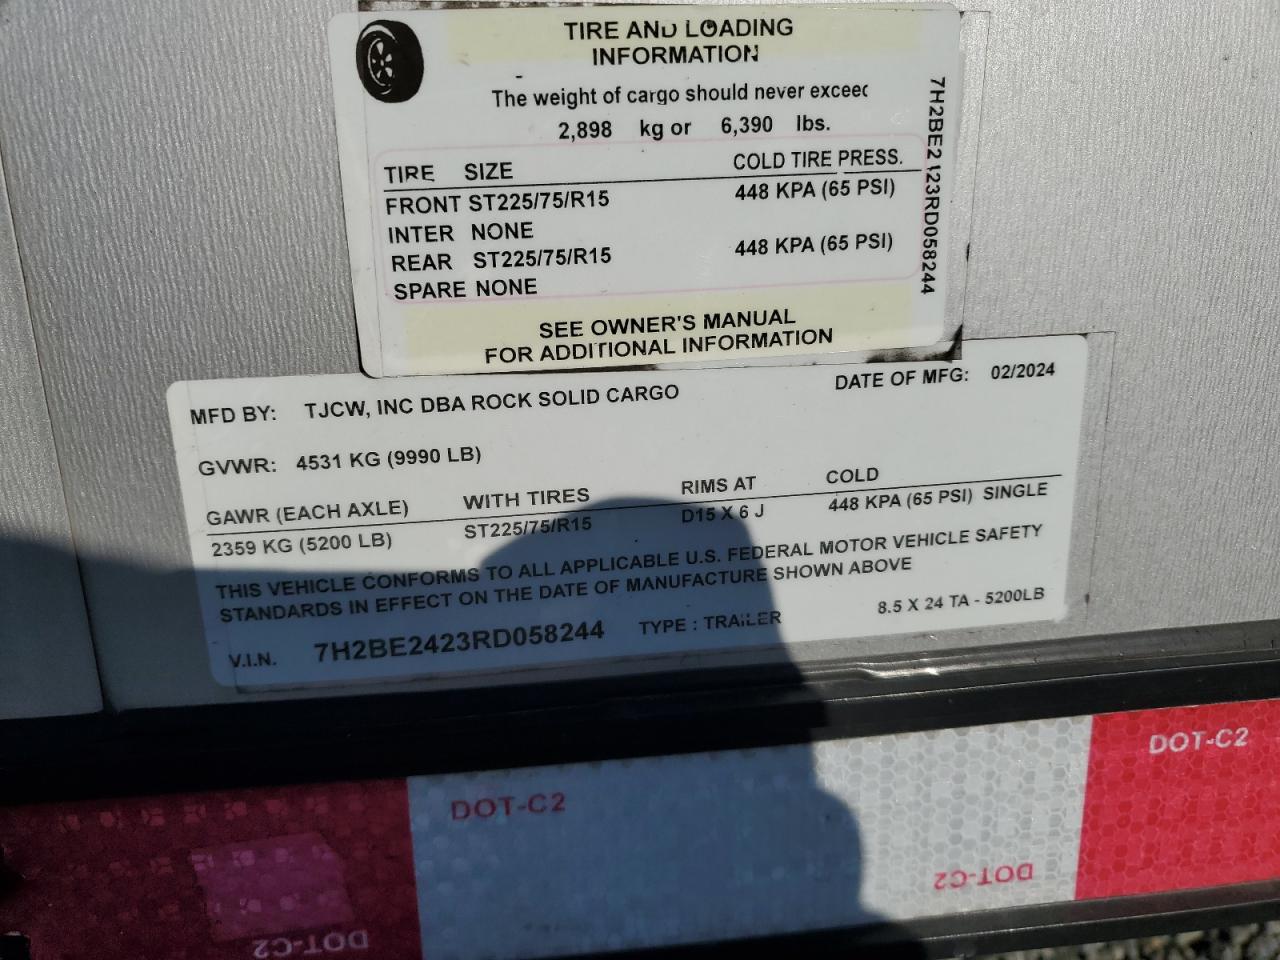 TIRE AND LOADING
INFORMATION
The weight of cargo should never exceed
2,898 kg or 6,390 lbs.
TIRE SIZE COLD TIRE PRESS.
FRONT ST225/75/R15 448 KPA (65 PSI)
INTER NONE
REAR ST225/75/R15 448 KPA (65 PSI)
SPARE NONE
SEE OWNER'S MANUAL
FOR ADDITIONAL INFORMATION
7H2BE2423RD058244
MFD BY: TJCW, INC DBA ROCK SOLID CARGO DATE OF MFG: 02/2024
GVWR: 4531 KG (9990 LB)
GAWR (EACH AXLE) WITH TIRES RIMS AT COLD
2359 KG (5200 LB) ST225/75/R15 D15 X 6 J 448 KPA (65 PSI) SINGLE
THIS VEHICLE CONFORMS TO ALL APPLICABLE U.S. FEDERAL MOTOR VEHICLE SAFETY
STANDARDS IN EFFECT ON THE DATE OF MANUFACTURE SHOWN ABOVE
V.I.N. 7H2BE2423RD058244 TYPE : TRAILER 8.5 X 24 TA - 5200LB
DOT-C2
DOT-C2
DOT-C2
DOT-C2